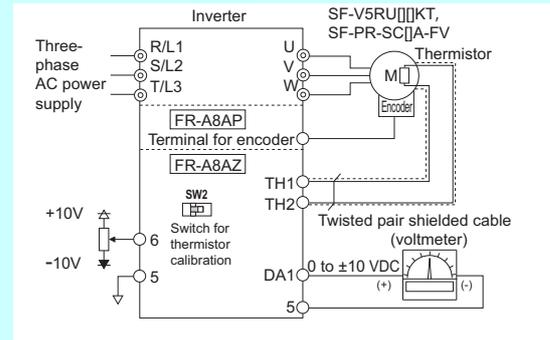 Inverter
SF-V5RU[][]KT,
SF-PR-SC[]A-FV
Three-
phase
AC power
supply
R/L1
S/L2
T/L3
U
V
W
Thermistor
M
Encoder
FR-A8AP
Terminal for encoder
FR-A8AZ
SW2
Switch for
thermistor
calibration
TH1
TH2
Twisted pair shielded cable
(voltmeter)
+10V
-10V
6
5
DA1
0 to ±10 VDC
(+)
(-)
5